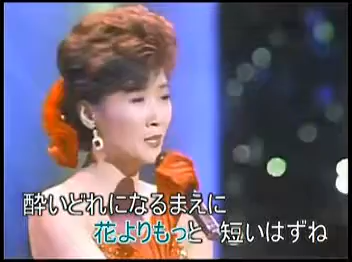 酔いどれになるまえに
花よりもっと 短いはずね